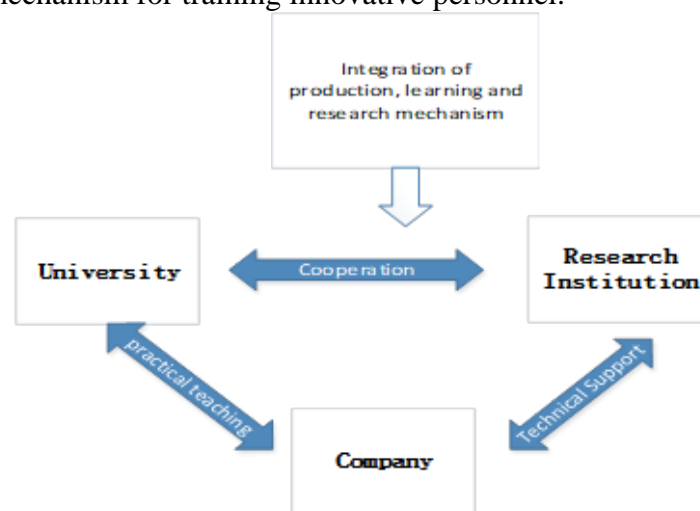 mechanism for training innovative personnel.
Integration of
production, learning and
research mechanism
University
Cooperation
Research
Institution
practical teaching
Technical Support
Company